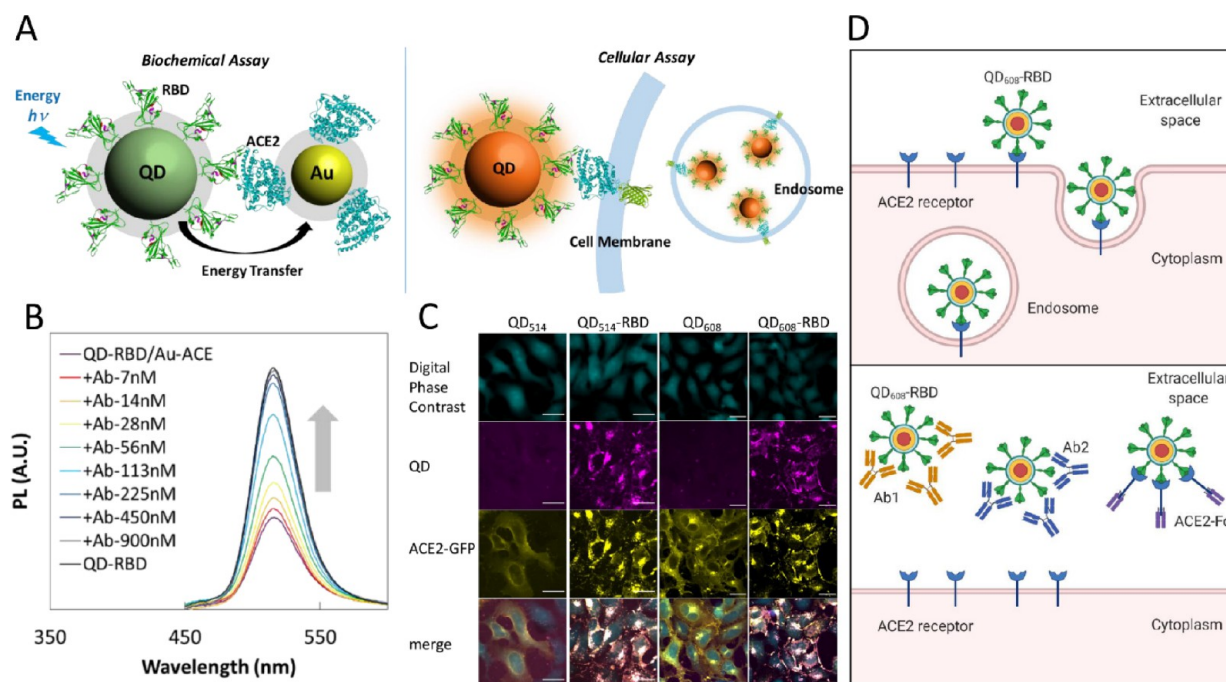 A
Biochemical Assay
Energy
hν
RBD
QD
ACE2
Au
Energy Transfer
Cellular Assay
QD
Cell Membrane
Endosome
B
PL (A.U.)
QD-RBD/Au-ACE
+Ab-7nM
+Ab-14nM
+Ab-28nM
+Ab-56nM
+Ab-113nM
+Ab-225nM
+Ab-450nM
+Ab-900nM
QD-RBD
350 450 550
Wavelength (nm)
C
QD514 QD514-RBD QD608 QD608-RBD
Digital
Phase
Contrast
QD
ACE2-GFP
merge
D
QD608-RBD
Extracellular
space
ACE2 receptor
Cytoplasm
Endosome
QD608-RBD
Extracellular
space
Ab1
Ab2
ACE2-Fc
ACE2 receptor
Cytoplasm